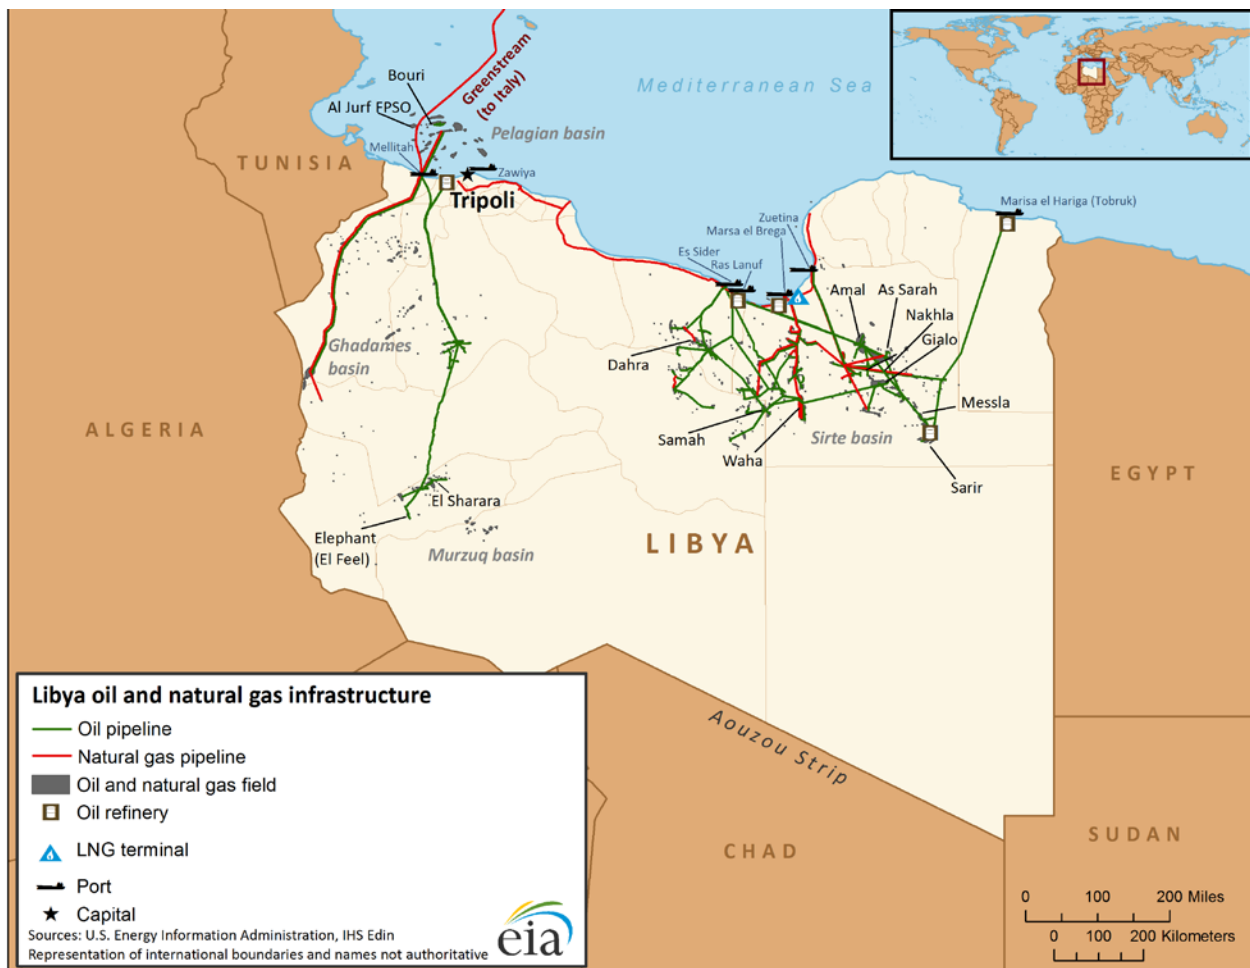 Bouri
Al Jurf FPSO
Greenstream
(to Italy)
Mediterranean Sea
Pelagian basin
TUNISIA
Mellitah
Zawiya
Tripoli
Marisa el Hariga (Tobruk)
Zuetina
Marsa el Brega
Es Sider
Ras Lanuf
Amal
As Sarah
Nakhla
Gialo
Ghadames
basin
Dahra
Messla
ALGERIA
Samah
Waha
Sirte basin
Sarir
EGYPT
El Sharara
Elephant
(El Feel)
Murzuq basin
LIBYA
Aouzou Strip
CHAD
SUDAN
Libya oil and natural gas infrastructure
Oil pipeline
Natural gas pipeline
Oil and natural gas field
Oil refinery
LNG terminal
Port
Capital
Sources: U.S. Energy Information Administration, IHS Edin
Representation of international boundaries and names not authoritative
eia
0 100 200 Miles
0 100 200 Kilometers